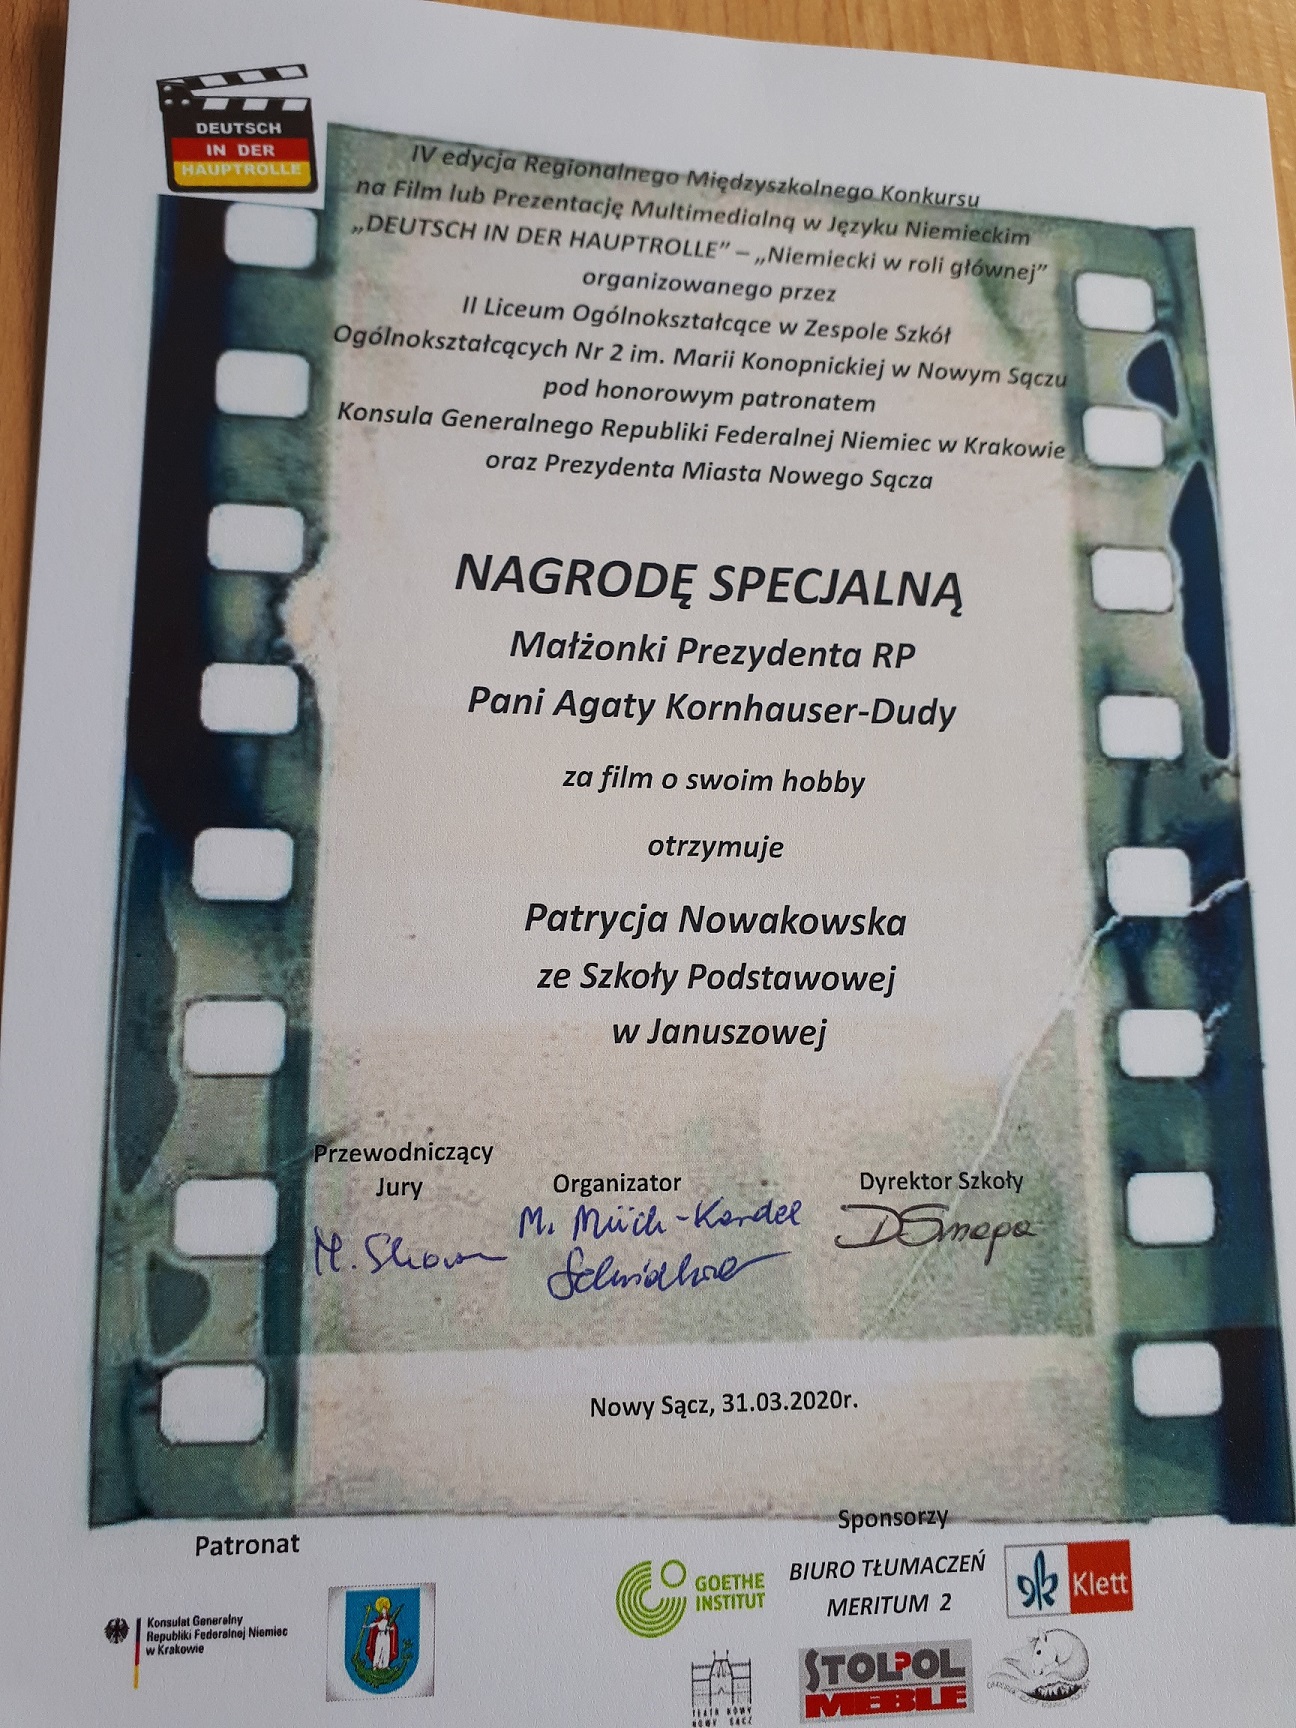 DEUTSCH
IN DER
HAUPTROLLE
IV edycja Regionalnego Międzyszkolnego Konkursu
na Film lub Prezentację Multimedialną w Języku Niemieckim
„DEUTSCH IN DER HAUPTROLLE” – „Niemiecki w roli głównej”
organizowanego przez
II Liceum Ogólnokształcące w Zespole Szkół
Ogólnokształcących Nr 2 im. Marii Konopnickiej w Nowym Sączu
pod honorowym patronatem
Konsula Generalnego Republiki Federalnej Niemiec w Krakowie
oraz Prezydenta Miasta Nowego Sącza
NAGRODĘ SPECJALNĄ
Małżonki Prezydenta RP
Pani Agaty Kornhauser-Dudy
za film o swoim hobby
otrzymuje
Patrycja Nowakowska
ze Szkoły Podstawowej
w Januszowej
Przewodniczący
Jury
Organizator
Dyrektor Szkoły
Nowy Sącz, 31.03.2020r.
Patronat
Sponsorzy
Konsulat Generalny
Republiki Federalnej Niemiec
w Krakowie
GOETHE
INSTITUT
BIURO TŁUMACZEŃ
MERITUM 2
Klett
TEATR NOWY
NOWY SĄCZ
STOLPOL
MEBLE